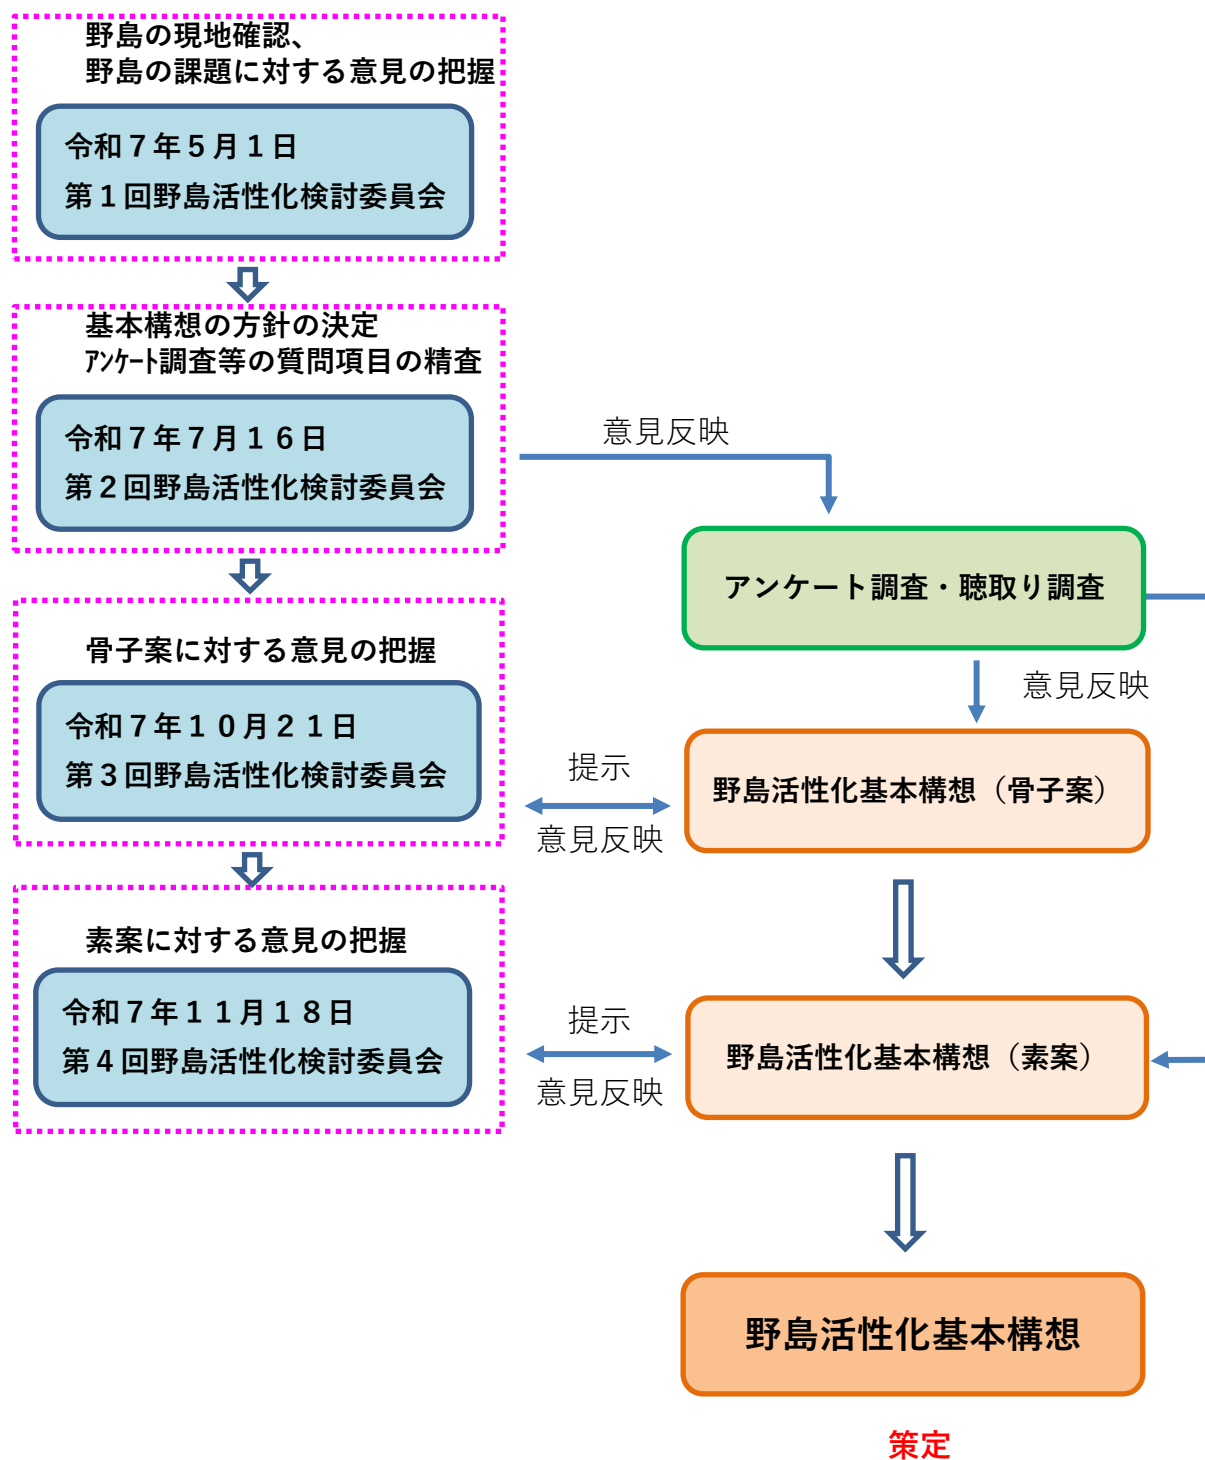 野島の現地確認、
野島の課題に対する意見の把握
令和７年５月１日
第１回野島活性化検討委員会
基本構想の方針の決定
ｱﾝｹｰﾄ調査等の質問項目の精査
令和７年７月１６日
第２回野島活性化検討委員会
意見反映
アンケート調査・聴取り調査
意見反映
骨子案に対する意見の把握
令和７年１０月２１日
第３回野島活性化検討委員会
提示
意見反映
野島活性化基本構想（骨子案）
素案に対する意見の把握
令和７年１１月１８日
第４回野島活性化検討委員会
提示
意見反映
野島活性化基本構想（素案）
野島活性化基本構想
策定